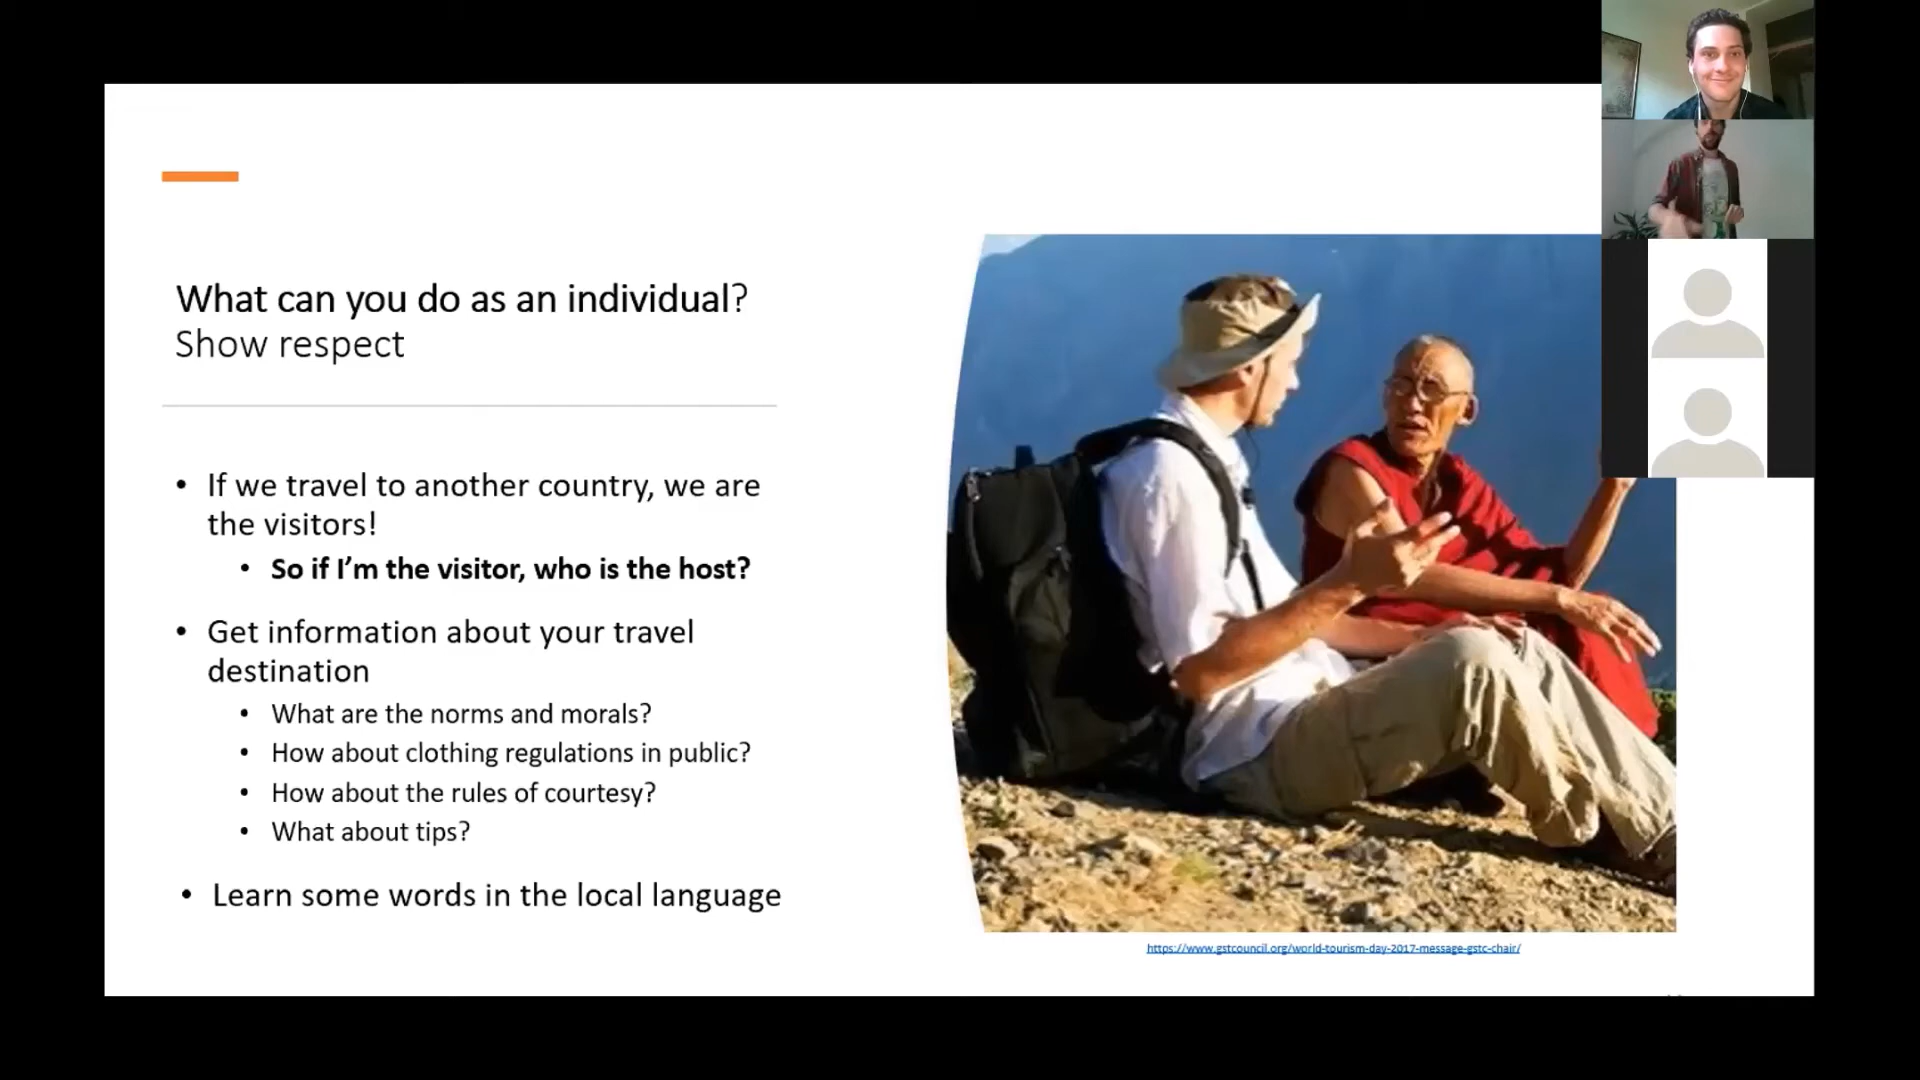 What can you do as an individual?
Show respect
• If we travel to another country, we are
the visitors!
• So if I'm the visitor, who is the host?
• Get information about your travel
destination
• What are the norms and morals?
• How about clothing regulations in public?
• How about the rules of courtesy?
• What about tips?
• Learn some words in the local language
https://www.gstcouncil.org/world-tourism-day-2017-message-gstc-chair/